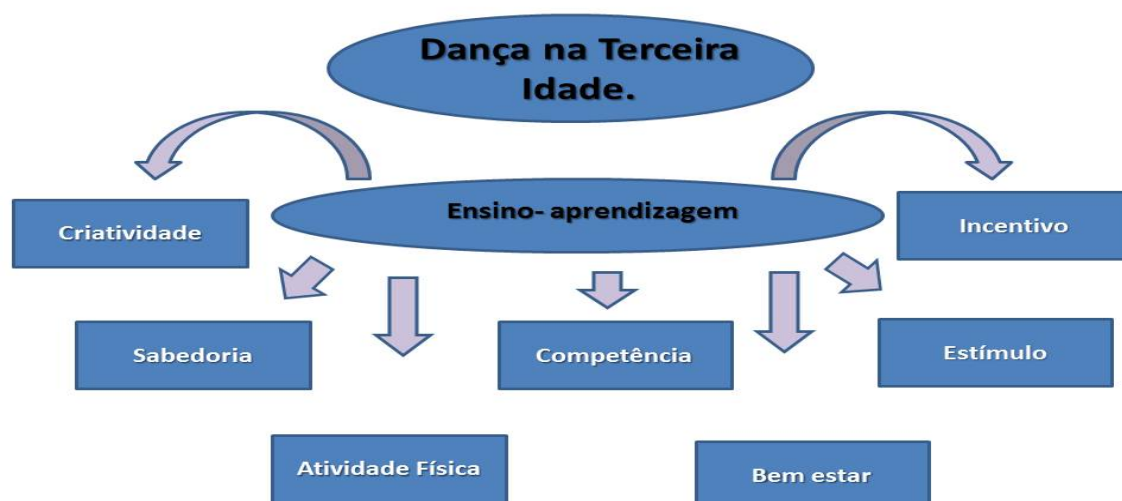 Dança na Terceira
Idade.
Ensino- aprendizagem
Criatividade
Incentivo
Sabedoria
Competência
Estímulo
Atividade Física
Bem estar